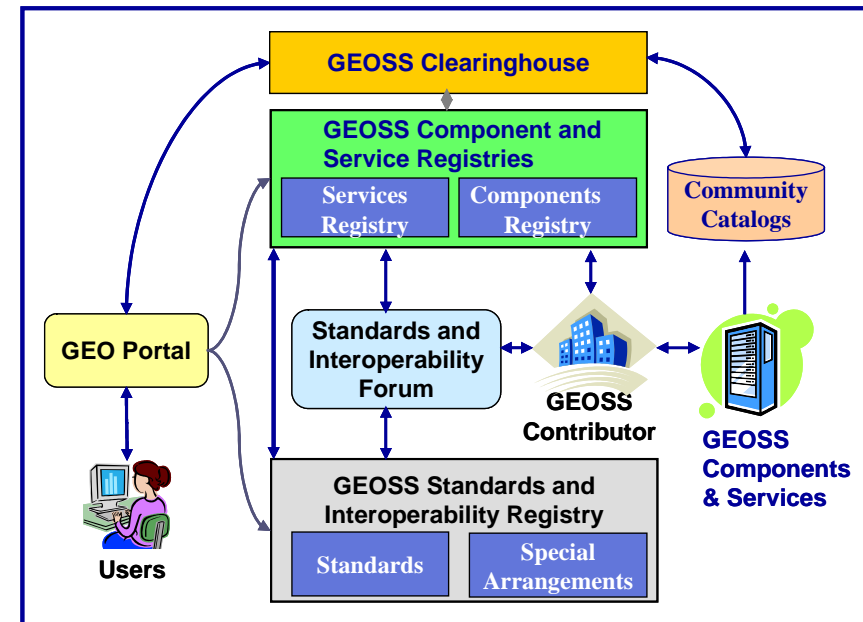 GEOSS Clearinghouse
GEOSS Component and
Service Registries
Services
Registry
Components
Registry
Community
Catalogs
GEO Portal
Standards and
Interoperability
Forum
GEOSS
Contributor
GEOSS
Components
& Services
Users
GEOSS Standards and
Interoperability Registry
Standards
Special
Arrangements